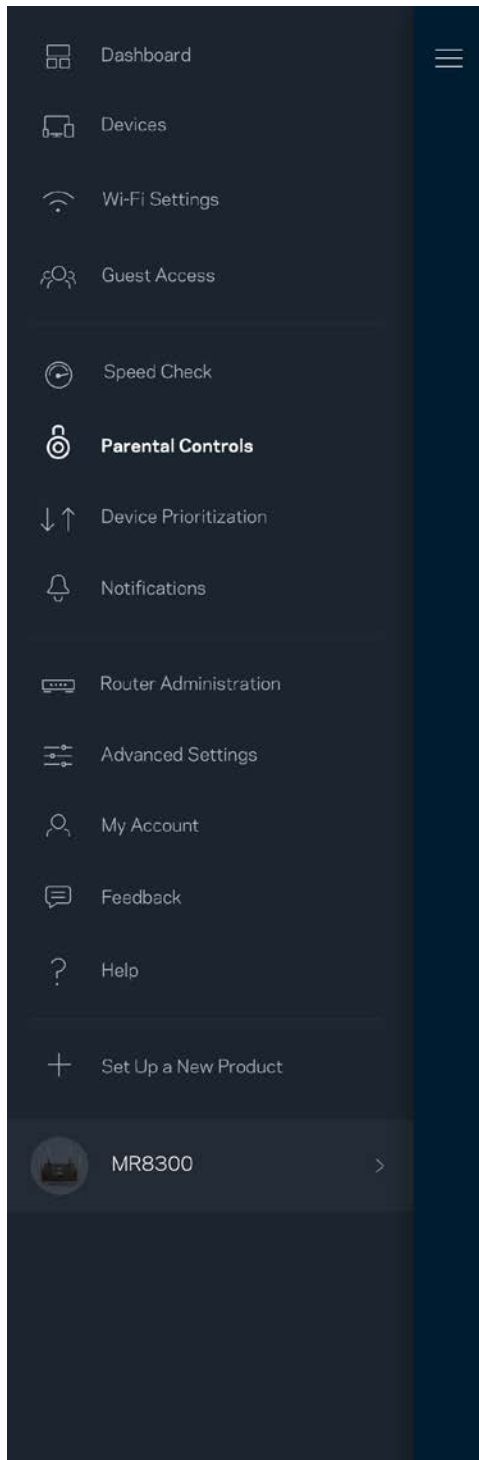 Dashboard
Devices
Wi-Fi Settings
Guest Access
Speed Check
Parental Controls
Device Prioritization
Notifications
Router Administration
Advanced Settings
My Account
Feedback
Help
Set Up a New Product
MR8300